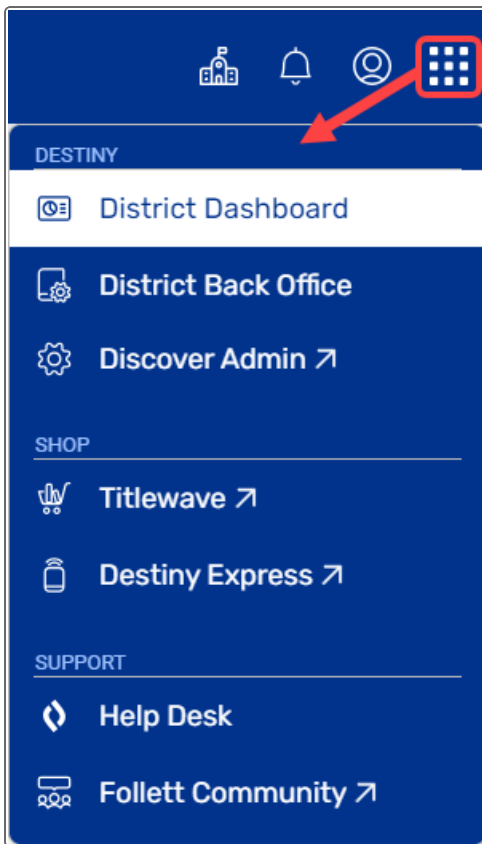 DESTINY
District Dashboard
District Back Office
Discover Admin
SHOP
Titlewave
Destiny Express
SUPPORT
Help Desk
Follett Community